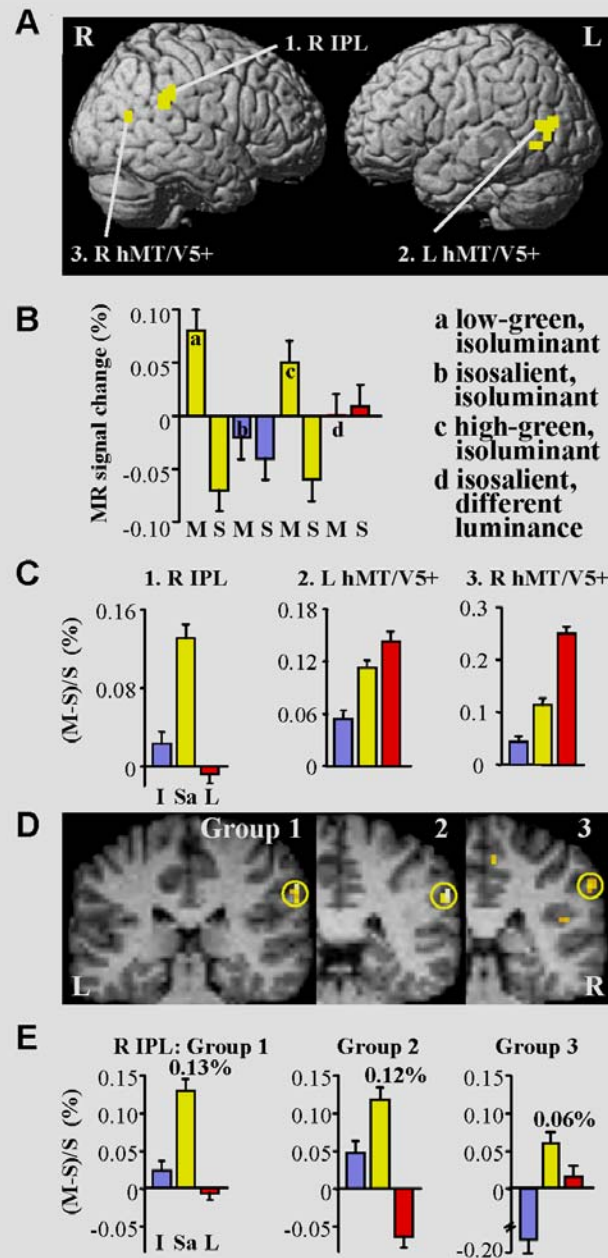 A
R
L
1. R IPL
3. R hMT/V5+
2. L hMT/V5+
B
MR signal change (%)
0.10
0.05
0
-0.05
-0.10
a
b
c
d
M S M S M S M S
a low-green,
isoluminant
b isosalient,
isoluminant
c high-green,
isoluminant
d isosalient,
different
luminance
C
1. R IPL
2. L hMT/V5+
3. R hMT/V5+
(M-S)/S (%)
0.16
0.08
0
I Sa L
0.18
0.12
0.06
0
0.3
0.2
0.1
0
D
Group 1
2
3
L
R
E
R IPL: Group 1
Group 2
Group 3
0.13%
0.12%
0.06%
(M-S)/S (%)
0.15
0.10
0.05
0
-0.05
I Sa L
0.15
0.10
0.05
0
-0.05
0.15
0.10
0.05
0
-0.20